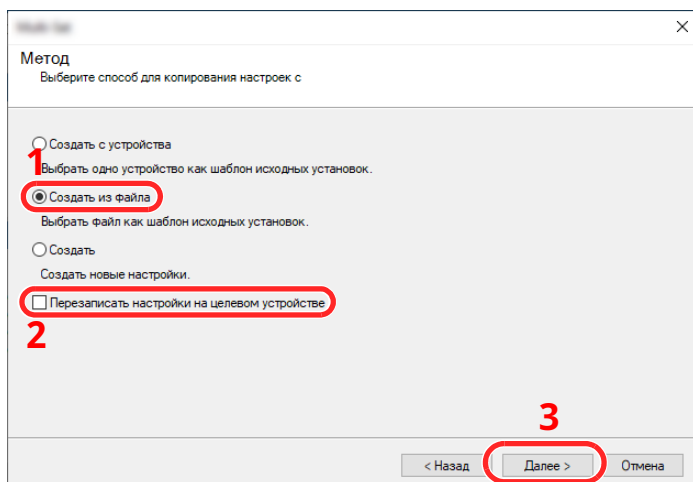 Метод
Выберите способ для копирования настроек с
Создать с устройства
1
Выбрать одно устройство как шаблон исходных установок.
Создать из файла
Выбрать файл как шаблон исходных установок.
Создать
Создать новые настройки.
Перезаписать настройки на целевом устройстве
2
3
< Назад Далее > Отмена